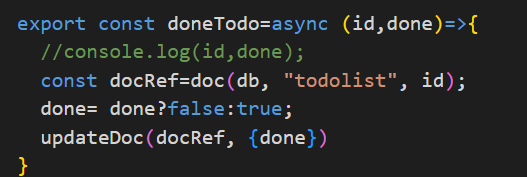 export const doneTodo=async (id,done)=>{
  //console.log(id,done);
  const docRef=doc(db, "todolist", id);
  done= done?false:true;
  updateDoc(docRef, {done})
}